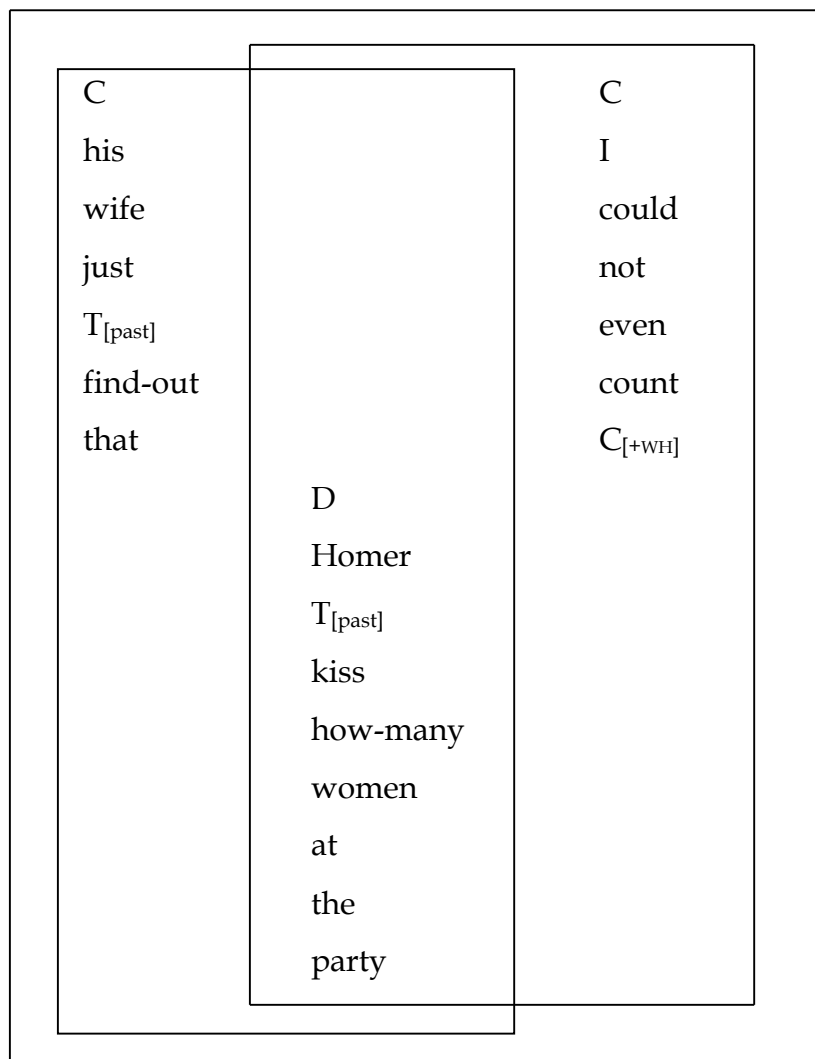 C C
his I
wife could
just not
T[past] even
find-out count
that C[+WH]
D
Homer
T[past]
kiss
how-many
women
at
the
party